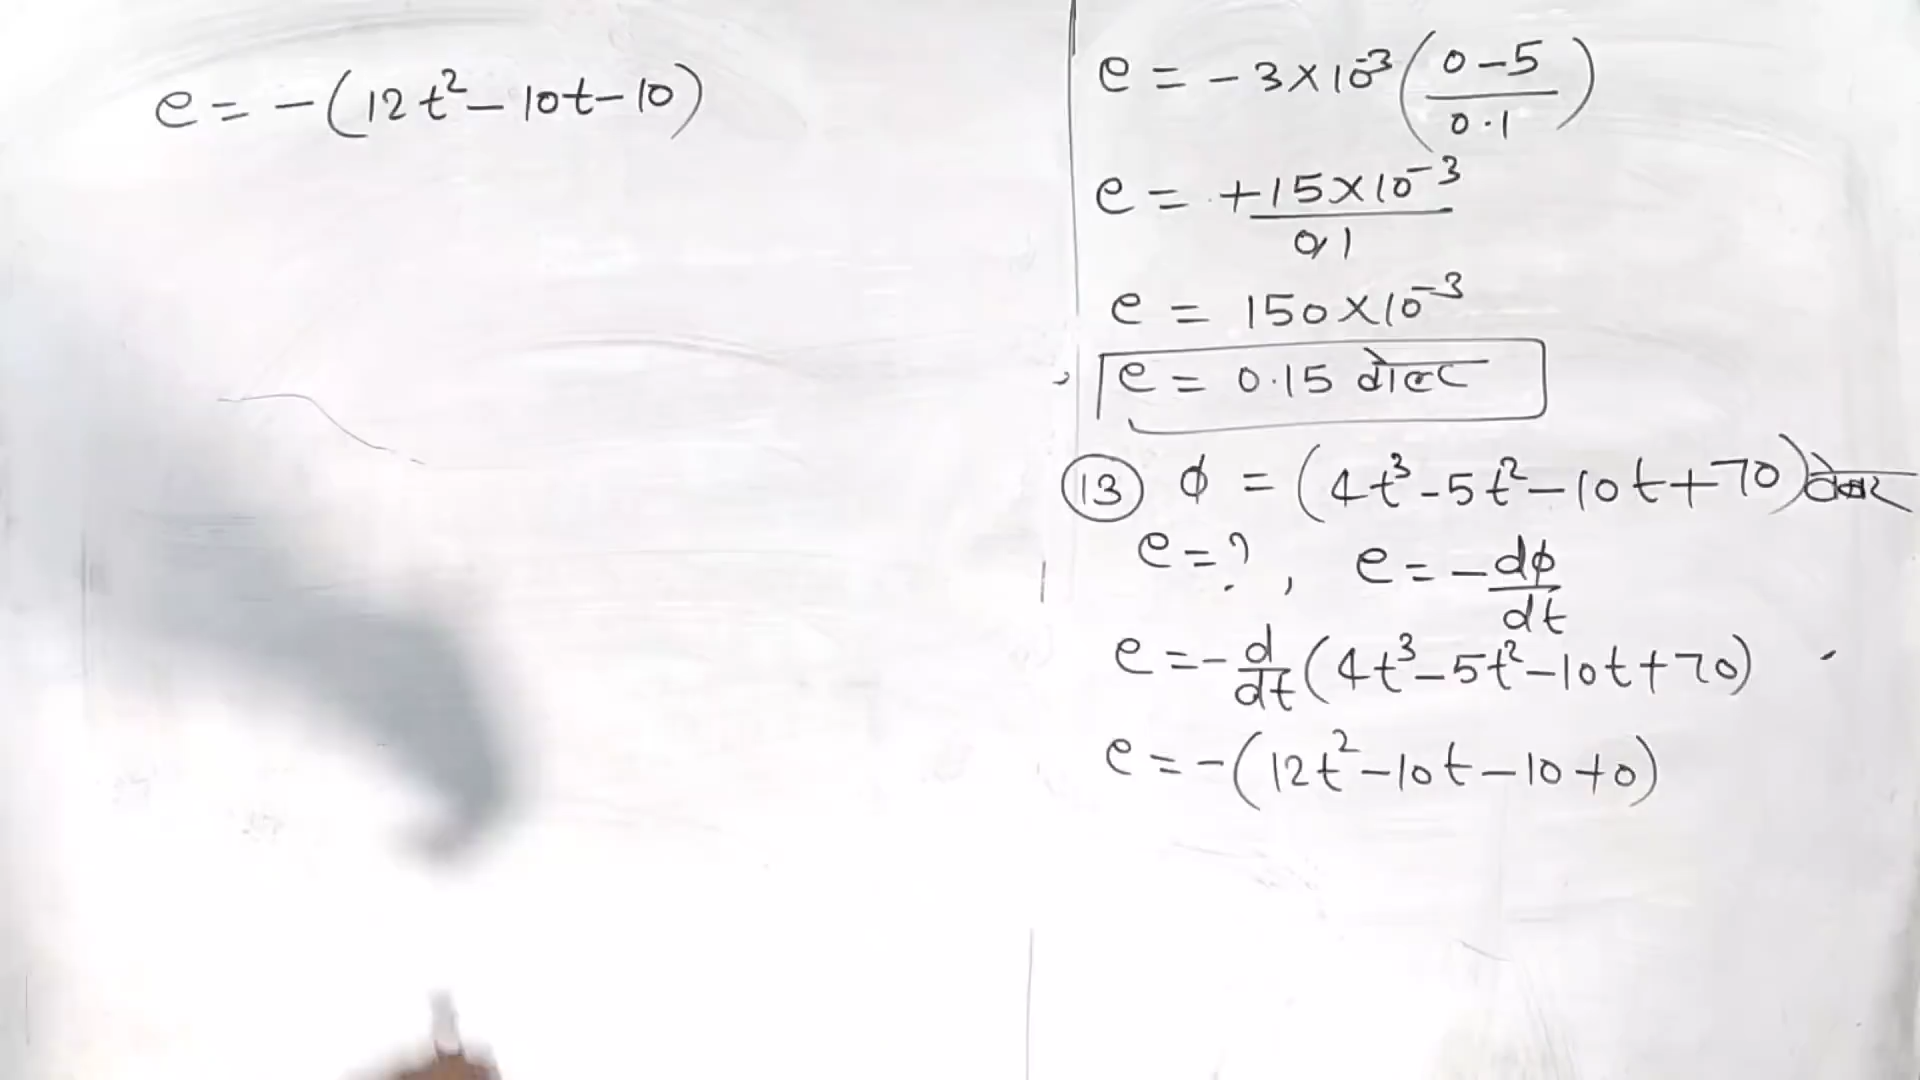 e = -(12t² - 10t - 10)
e = -3×10⁻³ (0-5 / 0.1)
e = +15×10⁻³ / 0.1
e = 150×10⁻³
e = 0.15 वोल्ट
(13) ϕ = (4t³ - 5t² - 10t + 70)
e = ?, e = - dϕ/dt
e = - d/dt (4t³ - 5t² - 10t + 70)
e = -(12t² - 10t - 10 + 0)